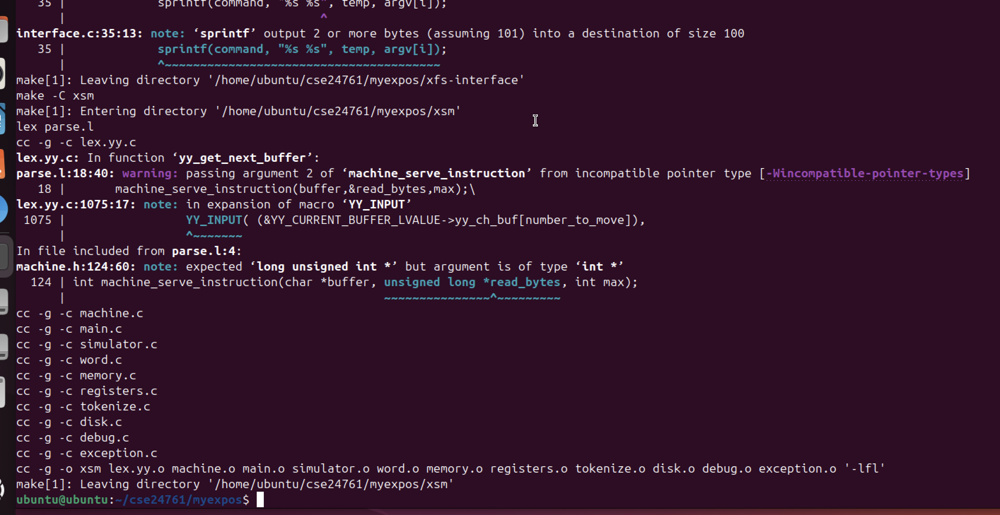 35 |             sprintf(command, "%s %s", temp, argv[i]);
   |                                    ^
interface.c:35:13: note: ‘sprintf’ output 2 or more bytes (assuming 101) into a destination of size 100
   35 |             sprintf(command, "%s %s", temp, argv[i]);
      |             ^~~~~~~~~~~~~~~~~~~~~~~~~~~~~~~~~~~~~~~~
make[1]: Leaving directory '/home/ubuntu/cse24761/myexpos/xfs-interface'
make -C xsm
make[1]: Entering directory '/home/ubuntu/cse24761/myexpos/xsm'
lex parse.l
cc -g -c lex.yy.c
lex.yy.c: In function ‘yy_get_next_buffer’:
parse.l:18:40: warning: passing argument 2 of ‘machine_serve_instruction’ from incompatible pointer type [-Wincompatible-pointer-types]
   18 |       machine_serve_instruction(buffer,&read_bytes,max);\
lex.yy.c:1075:17: note: in expansion of macro ‘YY_INPUT’
 1075 |                 YY_INPUT( (&YY_CURRENT_BUFFER_LVALUE->yy_ch_buf[number_to_move]),
      |                 ^~~~~~~~
In file included from parse.l:4:
machine.h:124:60: note: expected ‘long unsigned int *’ but argument is of type ‘int *’
  124 | int machine_serve_instruction(char *buffer, unsigned long *read_bytes, int max);
      |                                             ~~~~~~~~~~~~~~~^~~~~~~~~~
cc -g -c machine.c
cc -g -c main.c
cc -g -c simulator.c
cc -g -c word.c
cc -g -c memory.c
cc -g -c registers.c
cc -g -c tokenize.c
cc -g -c disk.c
cc -g -c debug.c
cc -g -c exception.c
cc -g -o xsm lex.yy.o machine.o main.o simulator.o word.o memory.o registers.o tokenize.o disk.o debug.o exception.o '-lfl'
make[1]: Leaving directory '/home/ubuntu/cse24761/myexpos/xsm'
ubuntu@ubuntu:~/cse24761/myexpos$